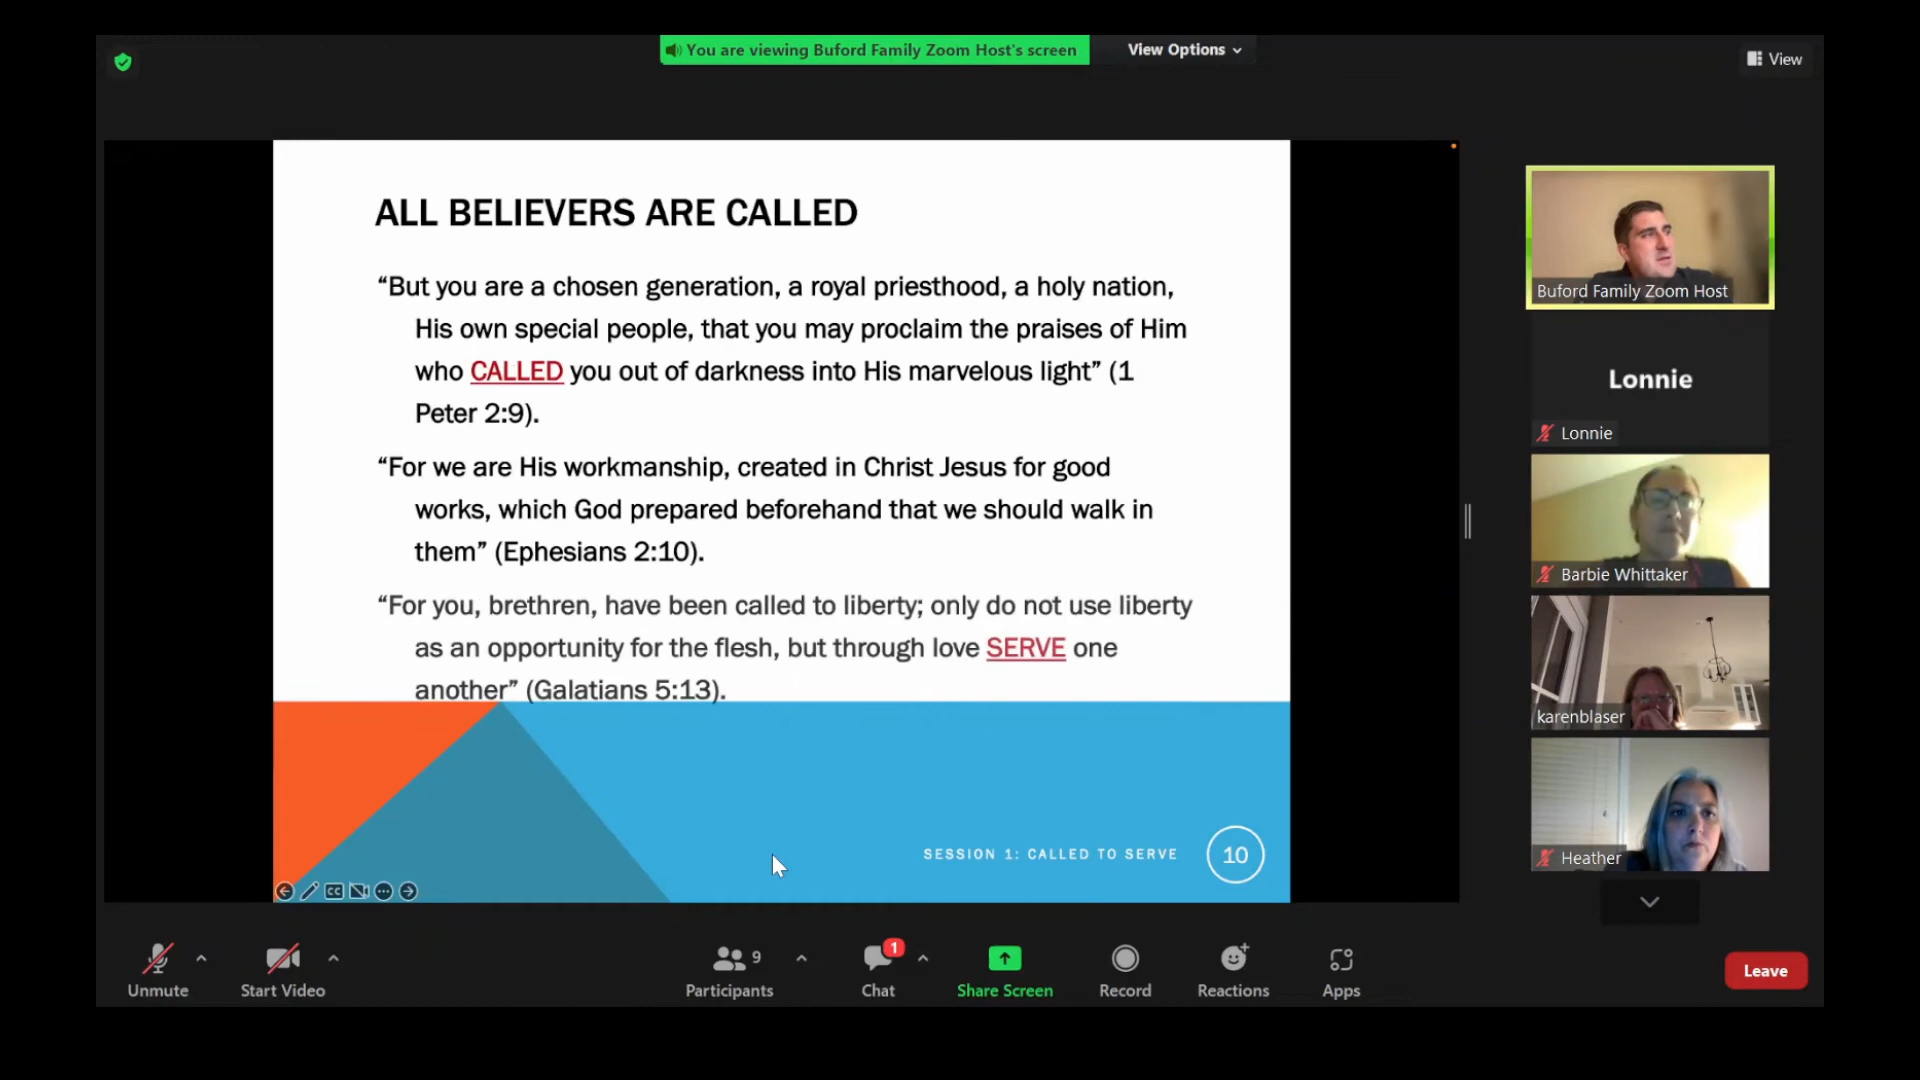 You are viewing Buford Family Zoom Host's screen
View Options
View
ALL BELIEVERS ARE CALLED
“But you are a chosen generation, a royal priesthood, a holy nation,
His own special people, that you may proclaim the praises of Him
who CALLED you out of darkness into His marvelous light” (1
Peter 2:9).
“For we are His workmanship, created in Christ Jesus for good
works, which God prepared beforehand that we should walk in
them” (Ephesians 2:10).
“For you, brethren, have been called to liberty; only do not use liberty
as an opportunity for the flesh, but through love SERVE one
another” (Galatians 5:13).
SESSION 1: CALLED TO SERVE
10
CC
Buford Family Zoom Host
Lonnie
Lonnie
Barbie Whittaker
karenblaser
Heather
Unmute
Start Video
9
Participants
1
Chat
Share Screen
Record
Reactions
Apps
Leave